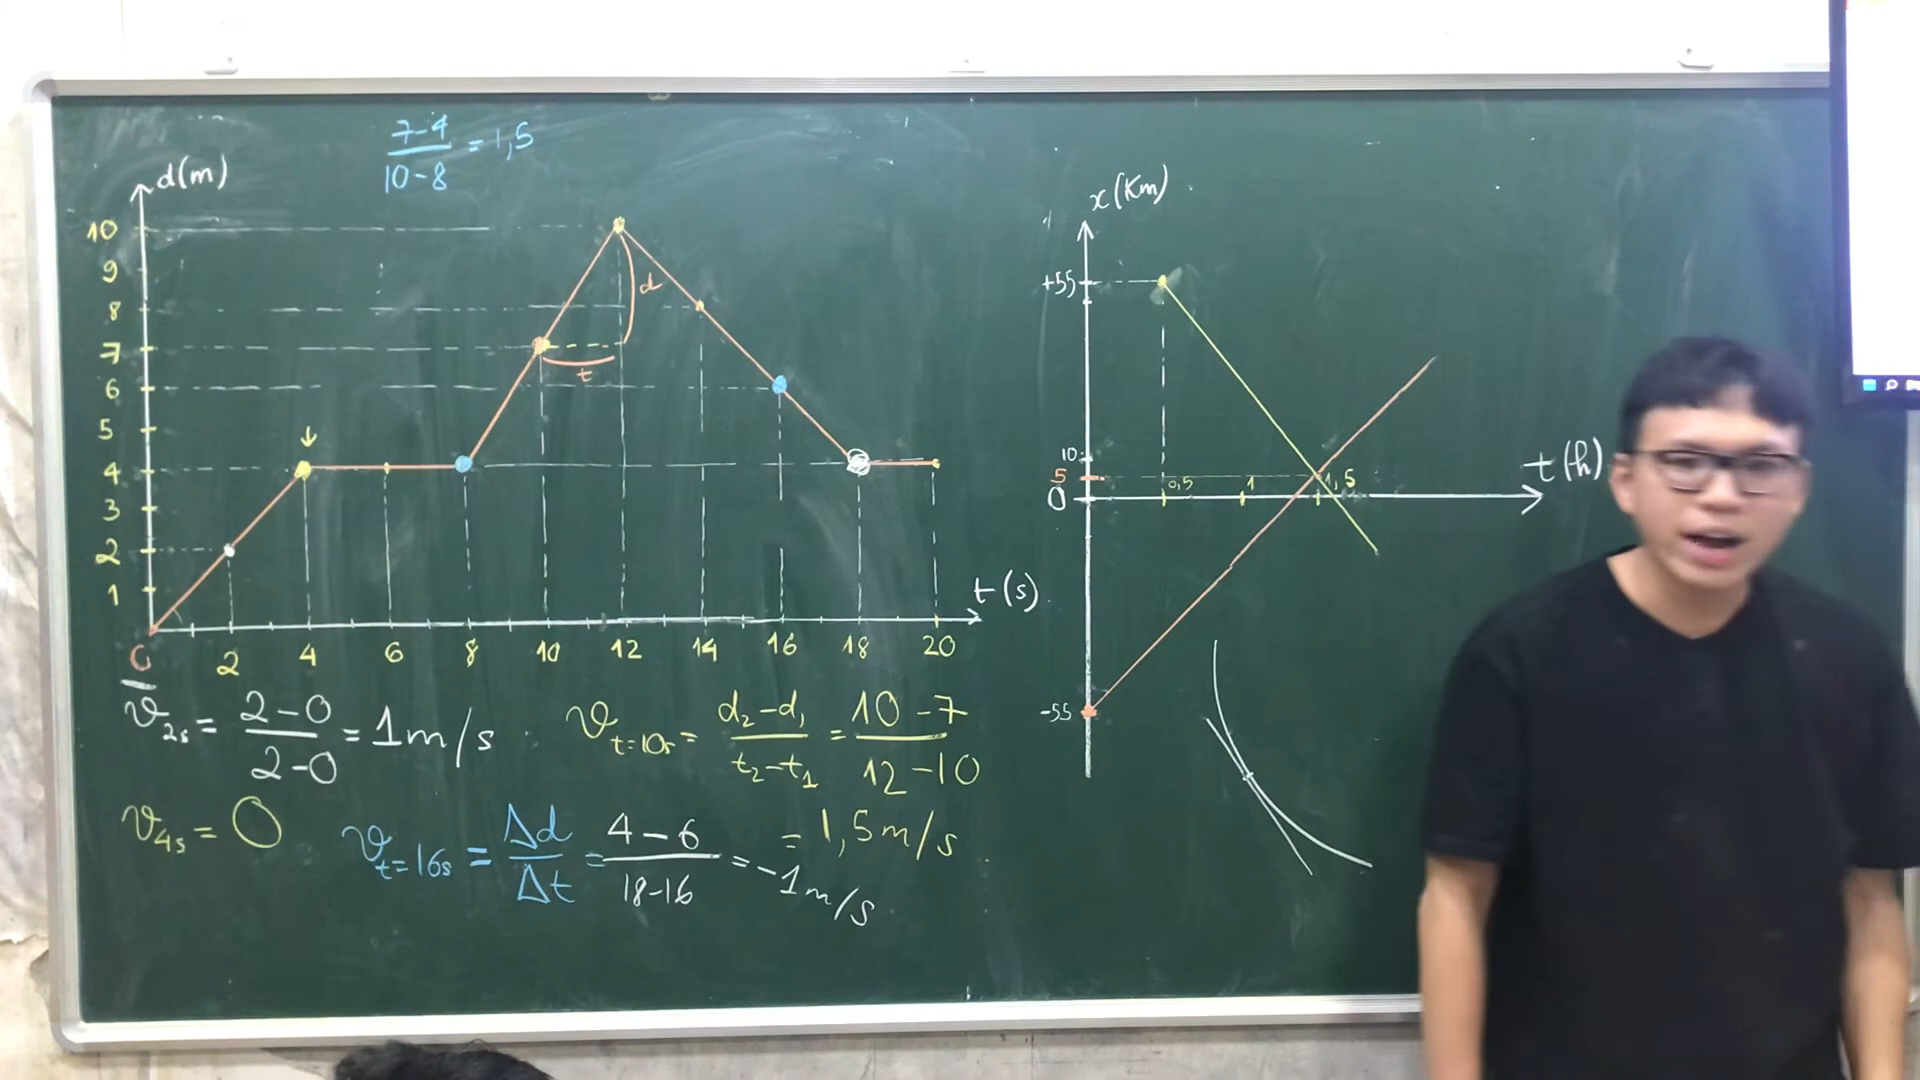 7-4
10-8
= 1,5
d(m)
10
9
8
7
6
5
4
3
2
1
0
2
4
6
8
10
12
14
16
18
20
t (s)
d
t
v2s = 2-0 / 2-0 = 1m/s
v t=10s = d2-d1 / t2-t1 = 10-7 / 12-10
= 1,5m/s
v4s = 0
v t=16s = Δd / Δt = 4-6 / 18-16 = -1m/s
x (Km)
+55
10
5
0
0,5
1
1,5
t (h)
-55